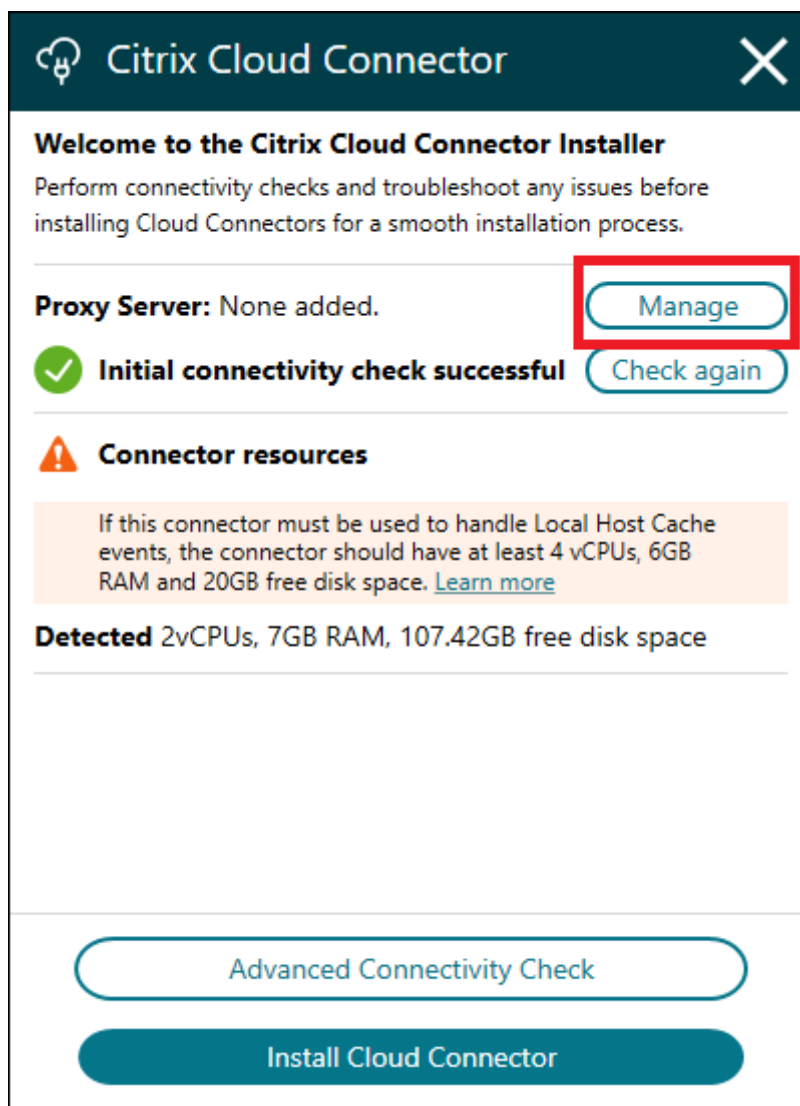 Citrix Cloud Connector
Welcome to the Citrix Cloud Connector Installer
Perform connectivity checks and troubleshoot any issues before
installing Cloud Connectors for a smooth installation process.
Proxy Server: None added.
Manage
Initial connectivity check successful
Check again
Connector resources
If this connector must be used to handle Local Host Cache
events, the connector should have at least 4 vCPUs, 6GB
RAM and 20GB free disk space. Learn more
Detected 2vCPUs, 7GB RAM, 107.42GB free disk space
Advanced Connectivity Check
Install Cloud Connector